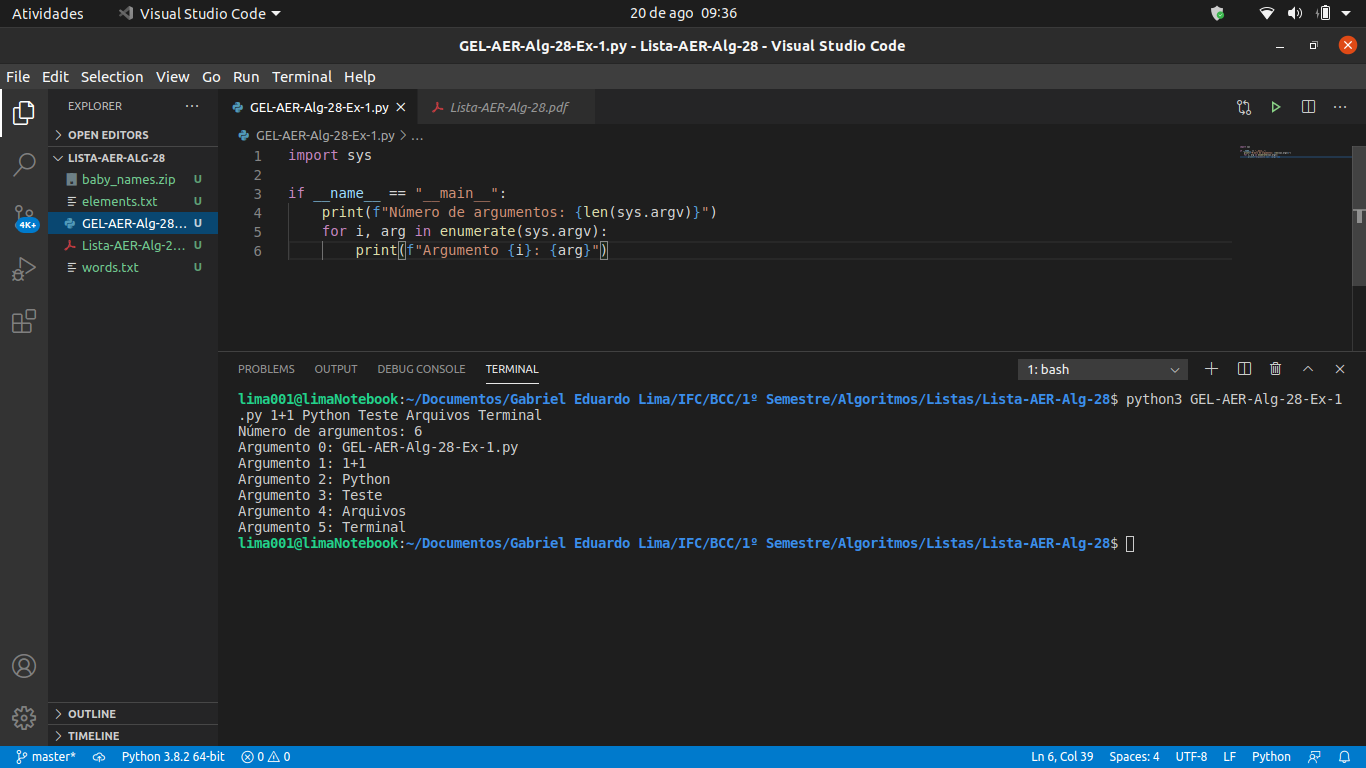 Atividades Visual Studio Code 20 de ago 09:36
GEL-AER-Alg-28-Ex-1.py - Lista-AER-Alg-28 - Visual Studio Code
File Edit Selection View Go Run Terminal Help
EXPLORER
OPEN EDITORS
LISTA-AER-ALG-28
baby_names.zip U
elements.txt U
GEL-AER-Alg-28... U
Lista-AER-Alg-2... U
words.txt U
4K+
OUTLINE
TIMELINE
GEL-AER-Alg-28-Ex-1.py Lista-AER-Alg-28.pdf
GEL-AER-Alg-28-Ex-1.py > ...
1 import sys
2
3 if __name__ == "__main__":
4     print(f"Número de argumentos: {len(sys.argv)}")
5     for i, arg in enumerate(sys.argv):
6         print(f"Argumento {i}: {arg}")
PROBLEMS OUTPUT DEBUG CONSOLE TERMINAL 1: bash
lima001@limaNotebook:~/Documentos/Gabriel Eduardo Lima/IFC/BCC/1º Semestre/Algoritmos/Listas/Lista-AER-Alg-28$ python3 GEL-AER-Alg-28-Ex-1
.py 1+1 Python Teste Arquivos Terminal
Número de argumentos: 6
Argumento 0: GEL-AER-Alg-28-Ex-1.py
Argumento 1: 1+1
Argumento 2: Python
Argumento 3: Teste
Argumento 4: Arquivos
Argumento 5: Terminal
lima001@limaNotebook:~/Documentos/Gabriel Eduardo Lima/IFC/BCC/1º Semestre/Algoritmos/Listas/Lista-AER-Alg-28$
master* Python 3.8.2 64-bit 0 0 Ln 6, Col 39 Spaces: 4 UTF-8 LF Python